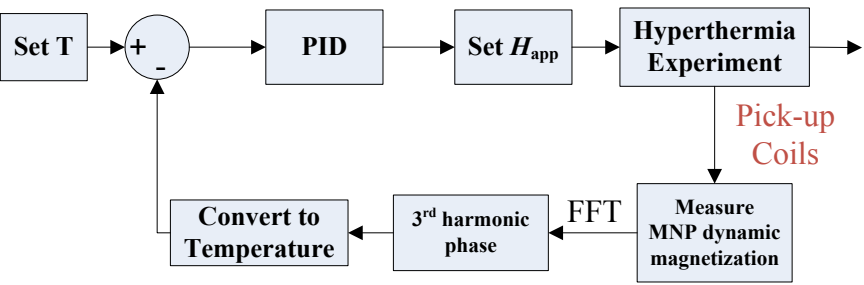 Set T
+
-
PID
Set Happ
Hyperthermia
Experiment
Pick-up
Coils
Measure
MNP dynamic
magnetization
FFT
3rd harmonic
phase
Convert to
Temperature